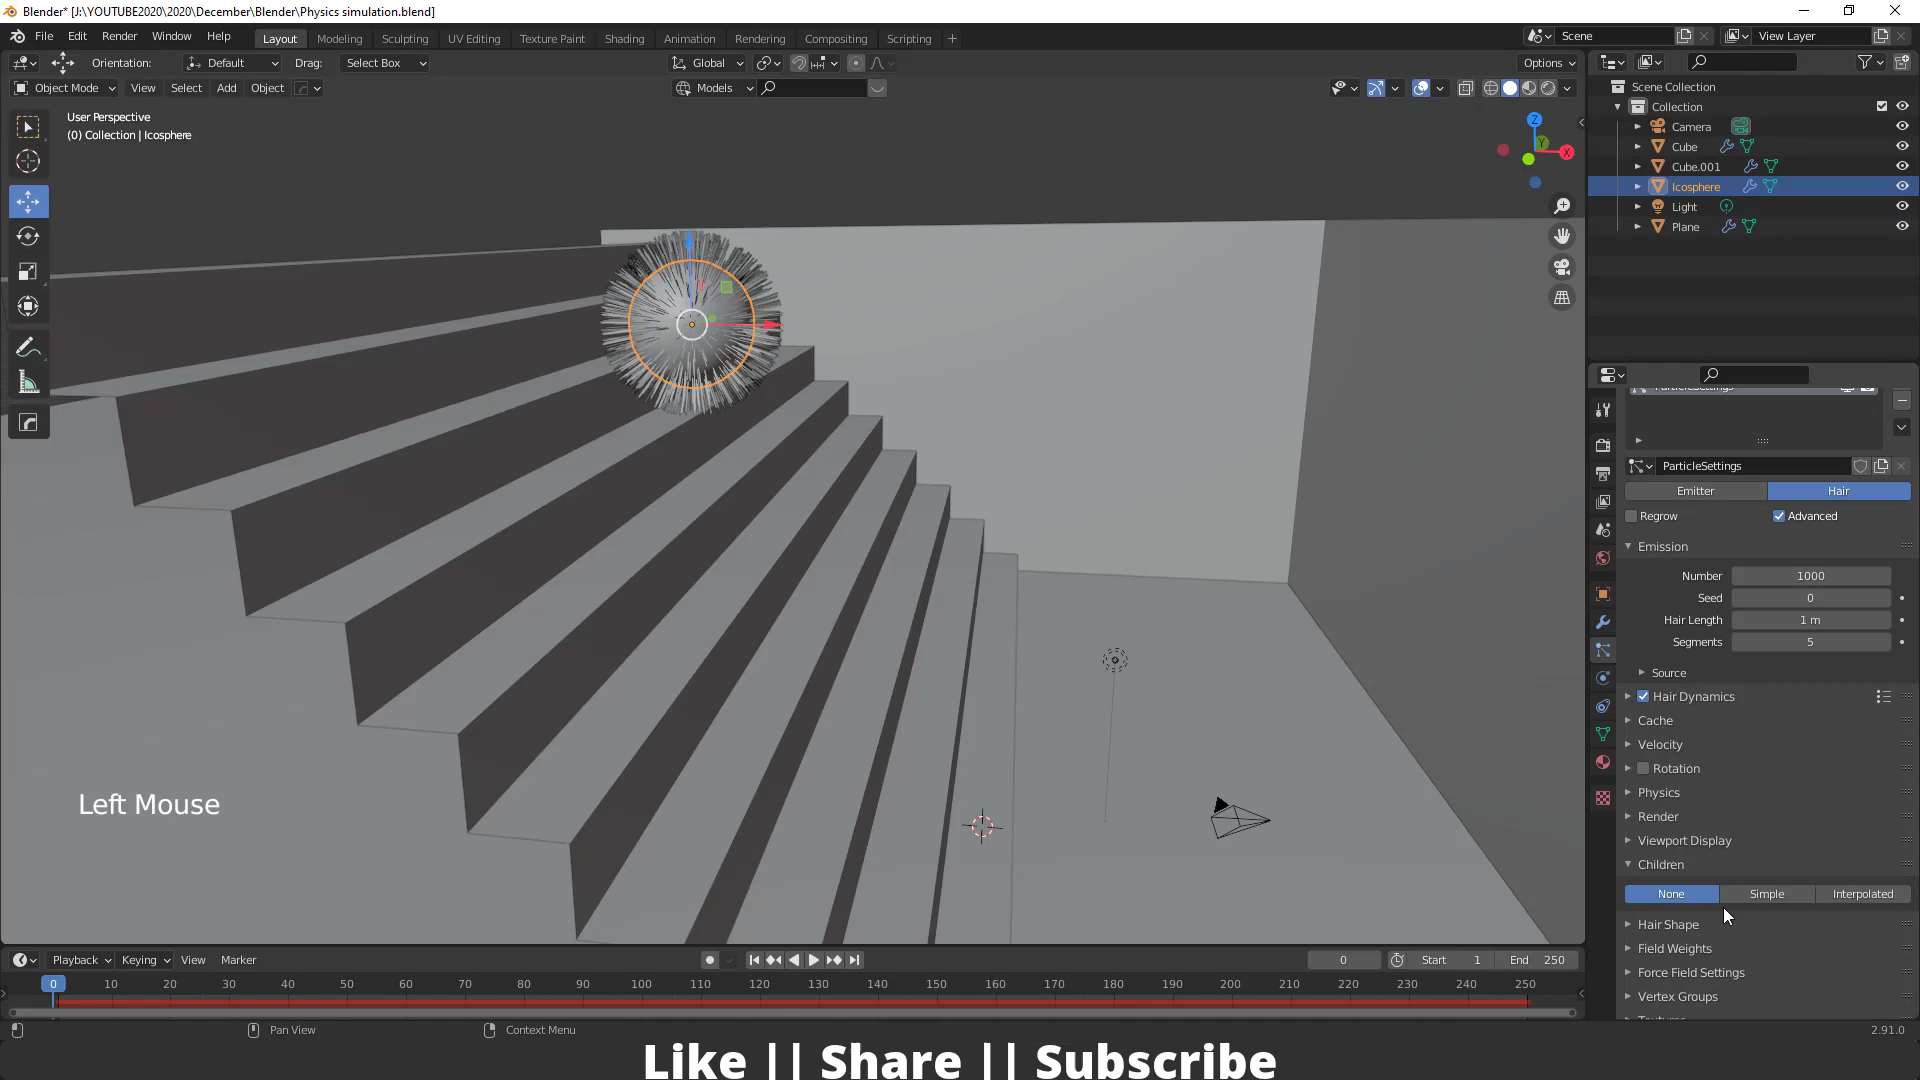 Blender* [J:\YOUTUBE2020\2020\December\Blender\Physics simulation.blend]
File Edit Render Window Help Layout Modeling Sculpting UV Editing Texture Paint Shading Animation Rendering Compositing Scripting + Scene View Layer
Orientation: Default Drag: Select Box Global Options
Object Mode View Select Add Object Models
User Perspective
(0) Collection | Icosphere
Z
Y
X
Scene Collection
Collection
Camera
Cube
Cube.001
Icosphere
Light
Plane
ParticleSettings
Emitter Hair
Regrow Advanced
Emission
Number 1000
Seed 0
Hair Length 1 m
Segments 5
Source
Hair Dynamics
Cache
Velocity
Rotation
Physics
Render
Viewport Display
Children
None Simple Interpolated
Hair Shape
Field Weights
Force Field Settings
Vertex Groups
Left Mouse
Playback Keying View Marker 0 Start 1 End 250
0 10 20 30 40 50 60 70 80 90 100 110 120 130 140 150 160 170 180 190 200 210 220 230 240 250
Pan View Context Menu 2.91.0
Like || Share || Subscribe